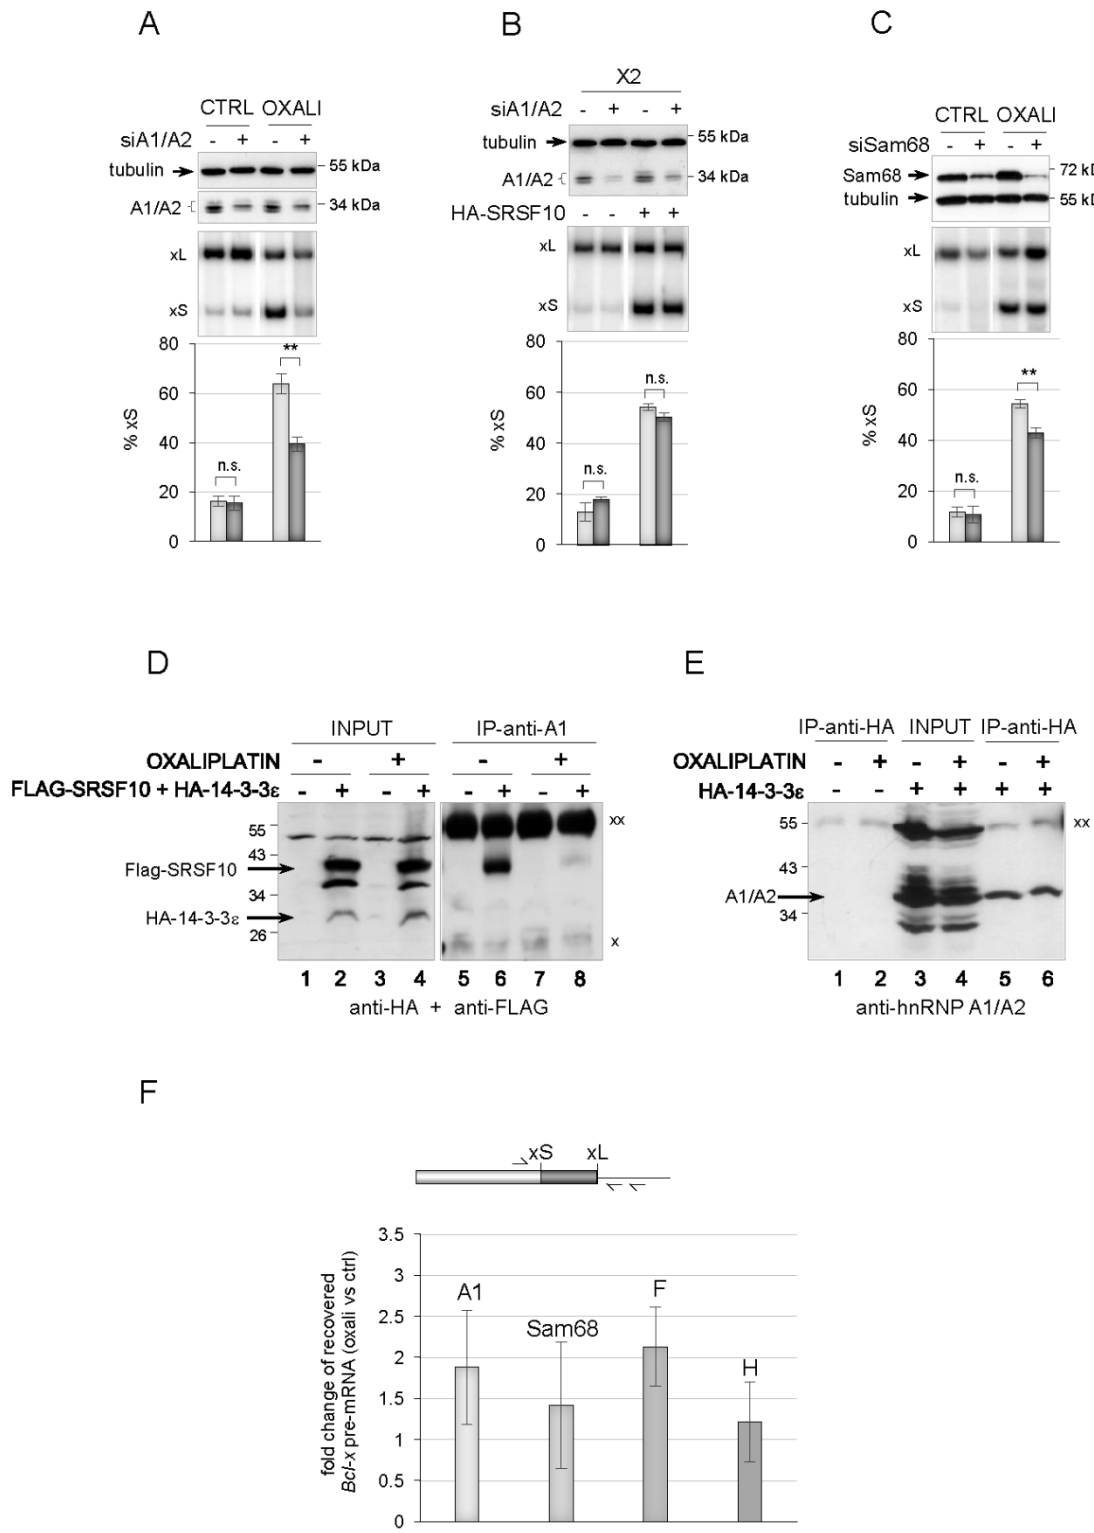 A
CTRL OXALI
siA1/A2 - + - +
tubulin 55 kDa
A1/A2 34 kDa
xL
xS
80
**
60
% xS
40
n.s.
20
0
B
X2
siA1/A2 - + - +
tubulin 55 kDa
A1/A2 34 kDa
HA-SRSF10 - - + +
xL
xS
80
n.s.
60
% xS
40
n.s.
20
0
C
CTRL OXALI
siSam68 - + - +
Sam68 72 kD
tubulin 55 kD
xL
xS
80
**
60
% xS
40
n.s.
20
0
D
INPUT IP-anti-A1
OXALIPLATIN - + - +
FLAG-SRSF10 + HA-14-3-3ε - + - + - + - +
55 xx
43
Flag-SRSF10
34
HA-14-3-3ε
26 x
1 2 3 4 5 6 7 8
anti-HA + anti-FLAG
E
IP-anti-HA INPUT IP-anti-HA
OXALIPLATIN - + - + - +
HA-14-3-3ε - - + + + +
55 xx
43
A1/A2
34
1 2 3 4 5 6
anti-hnRNP A1/A2
F
xS xL
fold change of recovered
Bcl-x pre-mRNA (oxali vs ctrl)
3.5
3
2.5
2
1.5
1
0.5
0
A1
Sam68
F
H